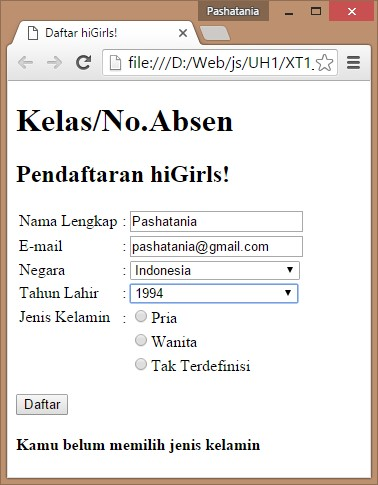 Pashatania
Daftar hiGirls!
file:///D:/Web/js/UH1/XT1_
Kelas/No.Absen
Pendaftaran hiGirls!
Nama Lengkap : Pashatania
E-mail : pashatania@gmail.com
Negara : Indonesia
Tahun Lahir : 1994
Jenis Kelamin : Pria
Wanita
Tak Terdefinisi
Daftar
Kamu belum memilih jenis kelamin